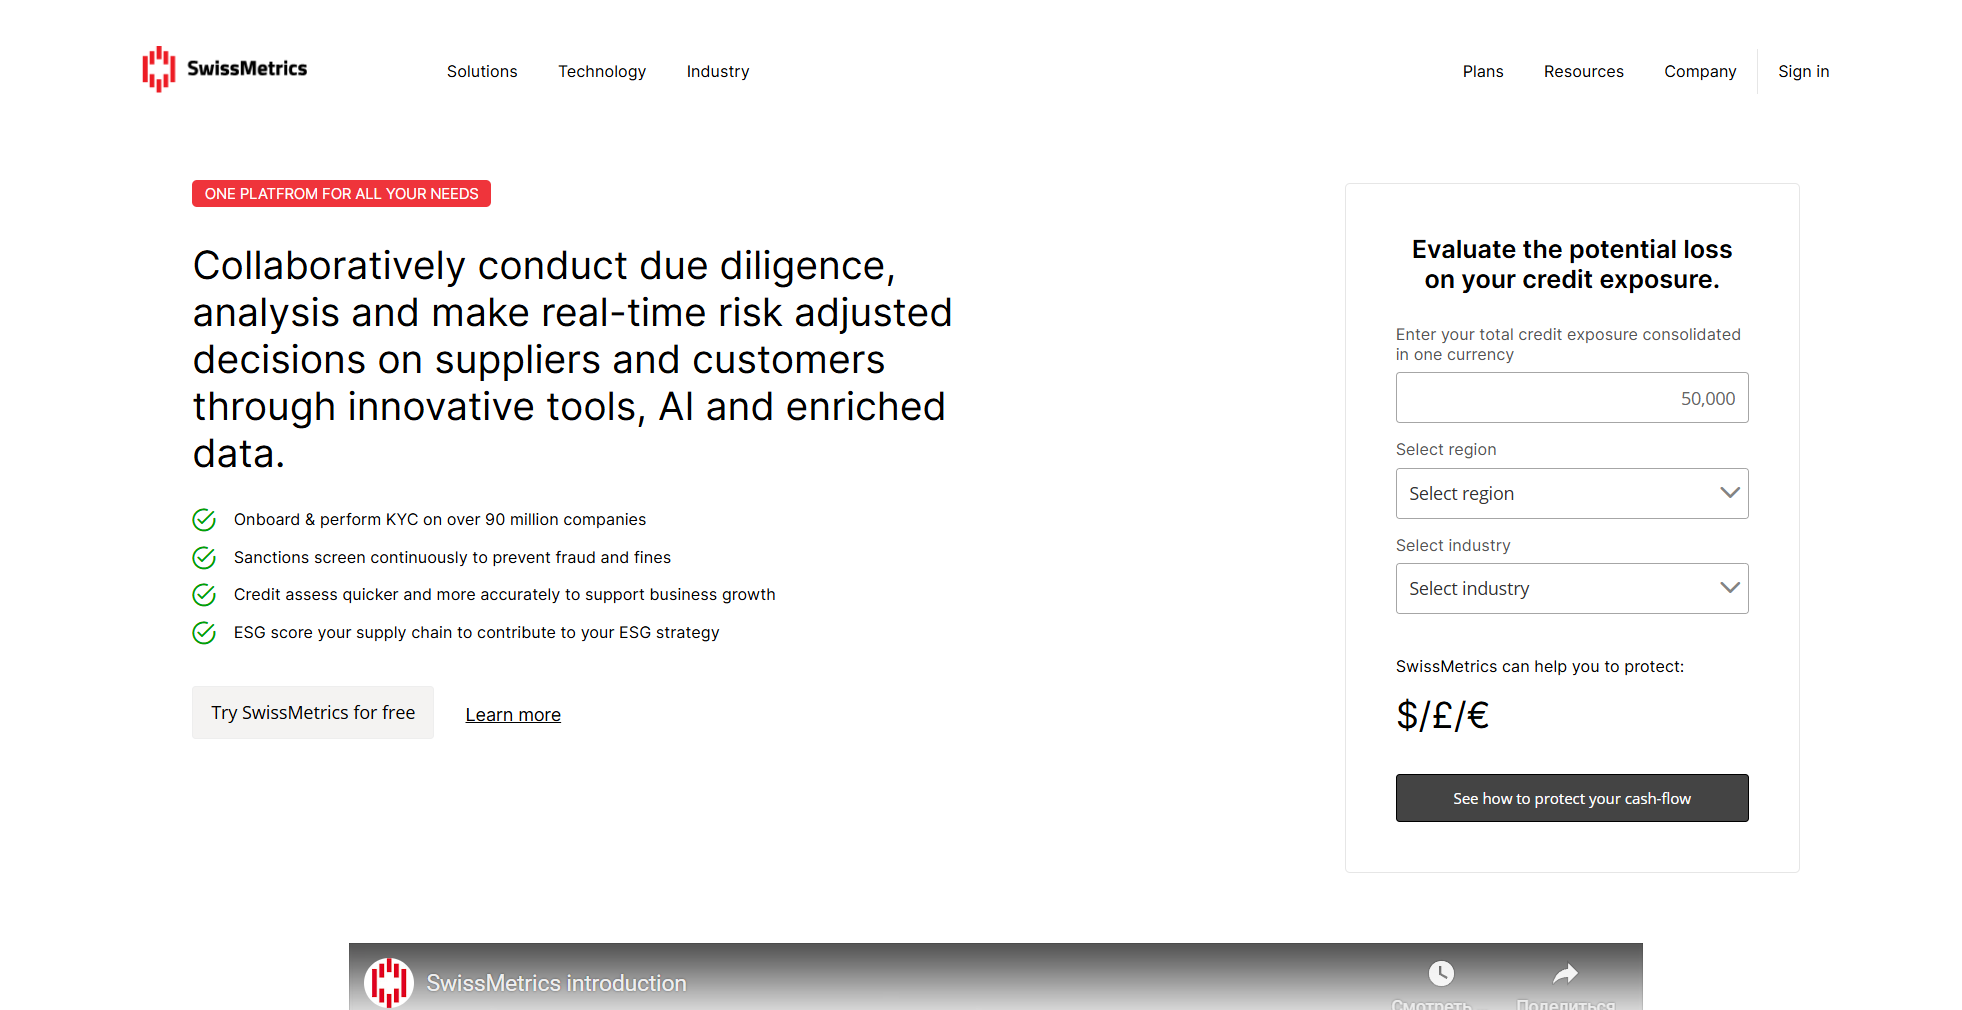 SwissMetrics
Solutions
Technology
Industry
Plans
Resources
Company
Sign in
ONE PLATFROM FOR ALL YOUR NEEDS
Collaboratively conduct due diligence,
analysis and make real-time risk adjusted
decisions on suppliers and customers
through innovative tools, AI and enriched
data.
Onboard & perform KYC on over 90 million companies
Sanctions screen continuously to prevent fraud and fines
Credit assess quicker and more accurately to support business growth
ESG score your supply chain to contribute to your ESG strategy
Try SwissMetrics for free
Learn more
Evaluate the potential loss
on your credit exposure.
Enter your total credit exposure consolidated
in one currency
50,000
Select region
Select region
Select industry
Select industry
SwissMetrics can help you to protect:
$/£/€
See how to protect your cash-flow
SwissMetrics introduction
Смотреть...
Поделиться